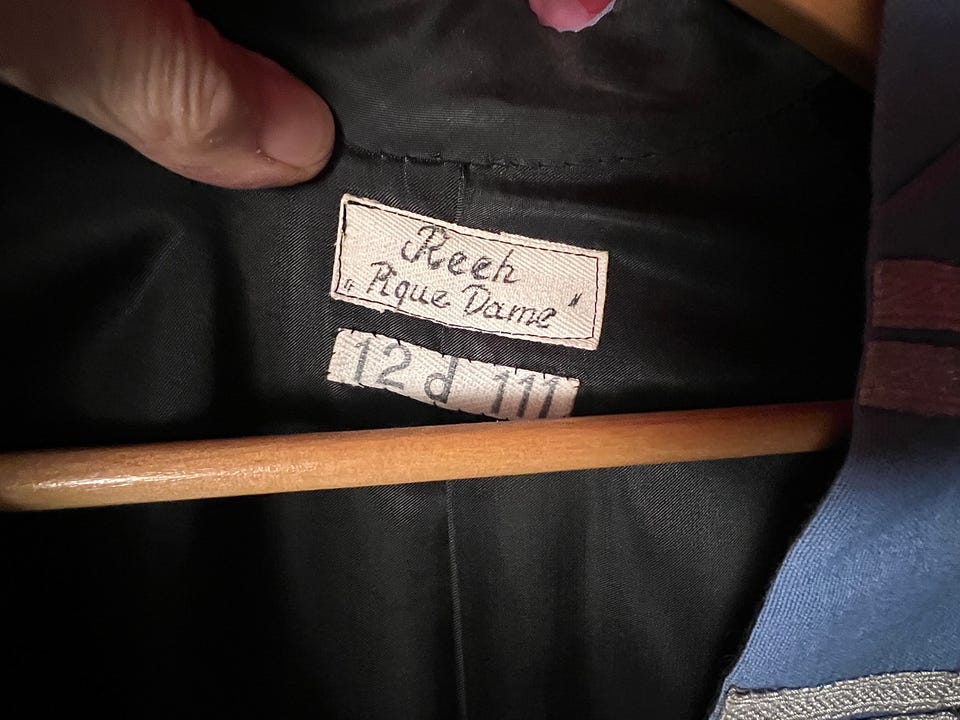 Reeh
„Pique Dame"
12 d 111